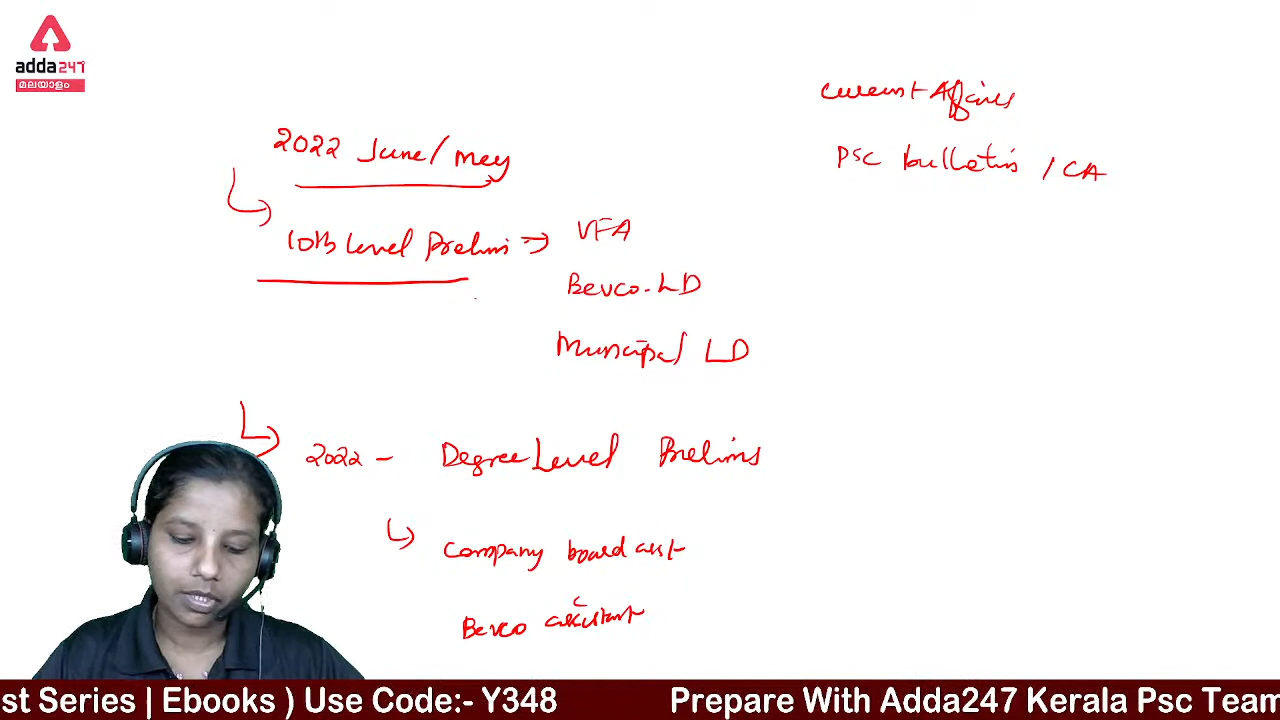 adda247
മലയാളം
current Affairs
PSC bulletin / CA
2022 June/ mey
10th Level Prelims ⇒ VFA
Bevco-LD
Municipal LD
2022 - Degree Level Prelims
Company board asst
Bevco assistant
st Series | Ebooks ) Use Code:- Y348
Prepare With Adda247 Kerala Psc Team